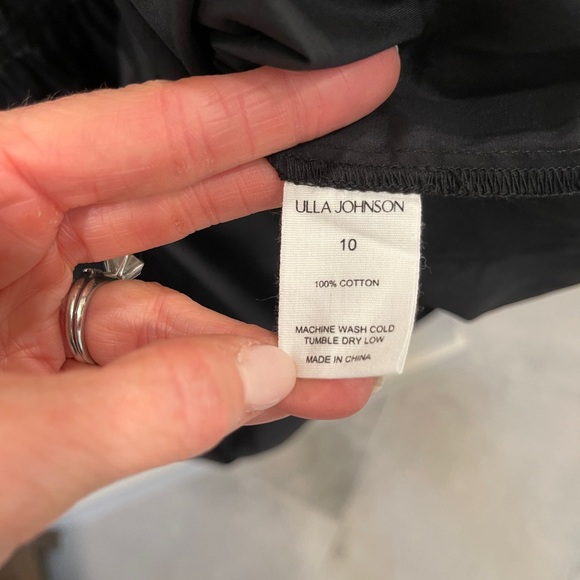 ULLA JOHNSON
10
100% COTTON
MACHINE WASH COLD
TUMBLE DRY LOW
MADE IN CHINA